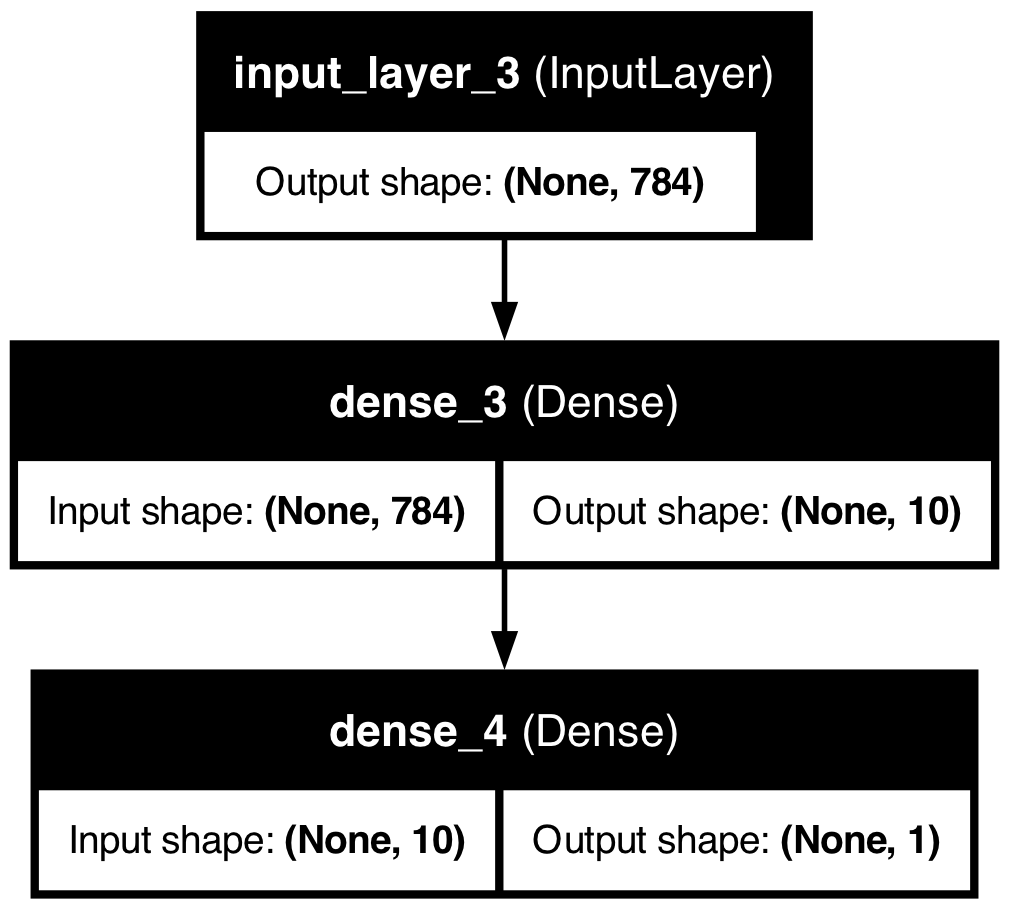 input_layer_3 (InputLayer)
Output shape: (None, 784)
dense_3 (Dense)
Input shape: (None, 784) Output shape: (None, 10)
dense_4 (Dense)
Input shape: (None, 10) Output shape: (None, 1)